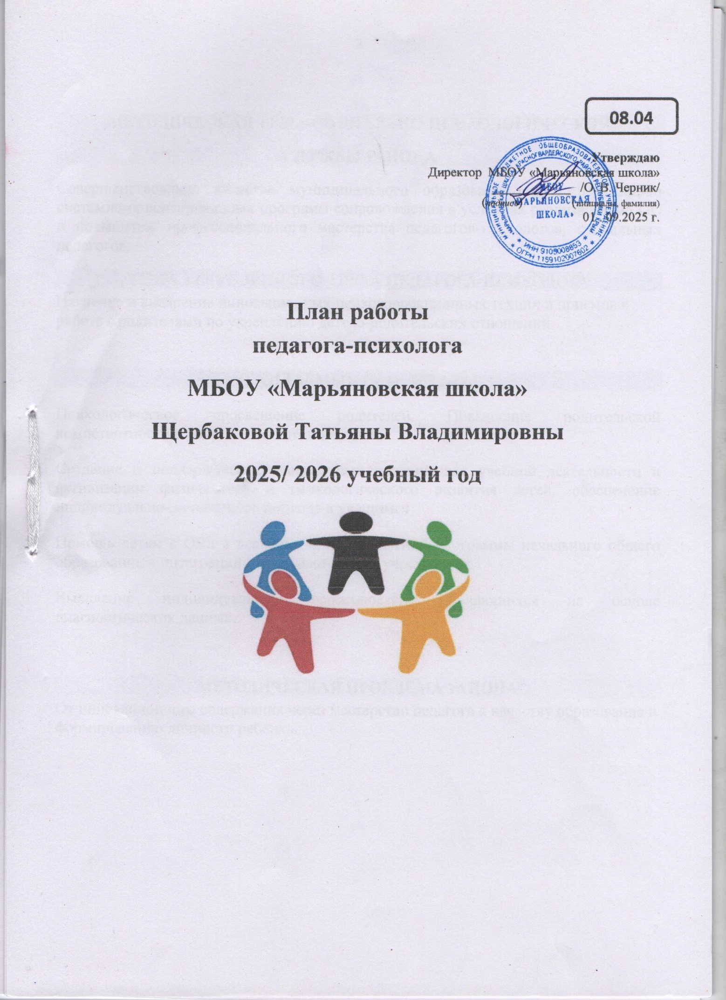 08.04
Утверждаю
Директор МБОУ «Марьяновская школа»
/О. В. Черник/
(подпись) (инициалы, фамилия)
01. 09.2025 г.
МУНИЦИПАЛЬНОЕ БЮДЖЕТНОЕ ОБЩЕОБРАЗОВАТЕЛЬНОЕ УЧРЕЖДЕНИЕ
«МАРЬЯНОВСКАЯ ШКОЛА» КРАСНОГВАРДЕЙСКОГО РАЙОНА РЕСПУБЛИКИ КРЫМ
МБОУ
«МАРЬЯНОВСКАЯ
ШКОЛА»
ИНН 9105008853
ОГРН 1159102007602
План работы
педагога-психолога
МБОУ «Марьяновская школа»
Щербаковой Татьяны Владимировны
2025/ 2026 учебный год